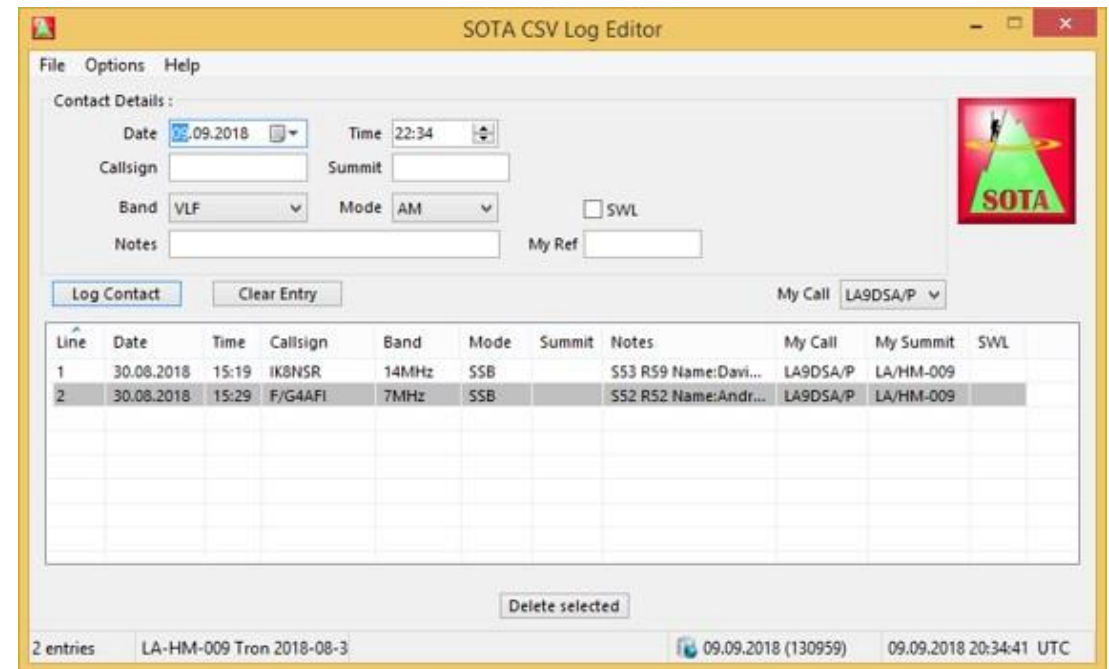 SOTA CSV Log Editor
File Options Help
Contact Details :
Date 09.09.2018 Time 22:34
Callsign Summit
Band VLF Mode AM SWL
Notes My Ref
SOTA
Log Contact Clear Entry My Call LA9DSA/P
Line Date Time Callsign Band Mode Summit Notes My Call My Summit SWL
1 30.08.2018 15:19 IK8NSR 14MHz SSB S53 R59 Name:Davi... LA9DSA/P LA/HM-009
2 30.08.2018 15:29 F/G4AFI 7MHz SSB S52 R52 Name:Andr... LA9DSA/P LA/HM-009
Delete selected
2 entries LA-HM-009 Tron 2018-08-3 09.09.2018 (130959) 09.09.2018 20:34:41 UTC